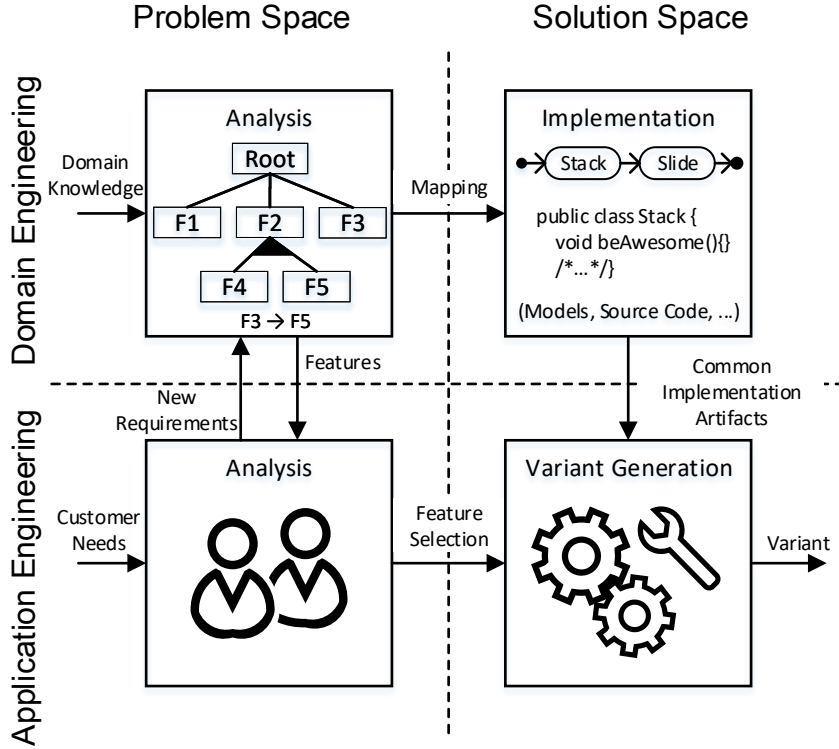 Problem Space
Solution Space
Domain Engineering
Domain
Knowledge
Analysis
Root
F1
F2
F3
F4
F5
F3 → F5
Mapping
Implementation
Stack
Slide
public class Stack {
void beAwesome(){}
/*...*/}
(Models, Source Code, ...)
New
Requirements
Features
Common
Implementation
Artifacts
Application Engineering
Customer
Needs
Analysis
Feature
Selection
Variant Generation
Variant